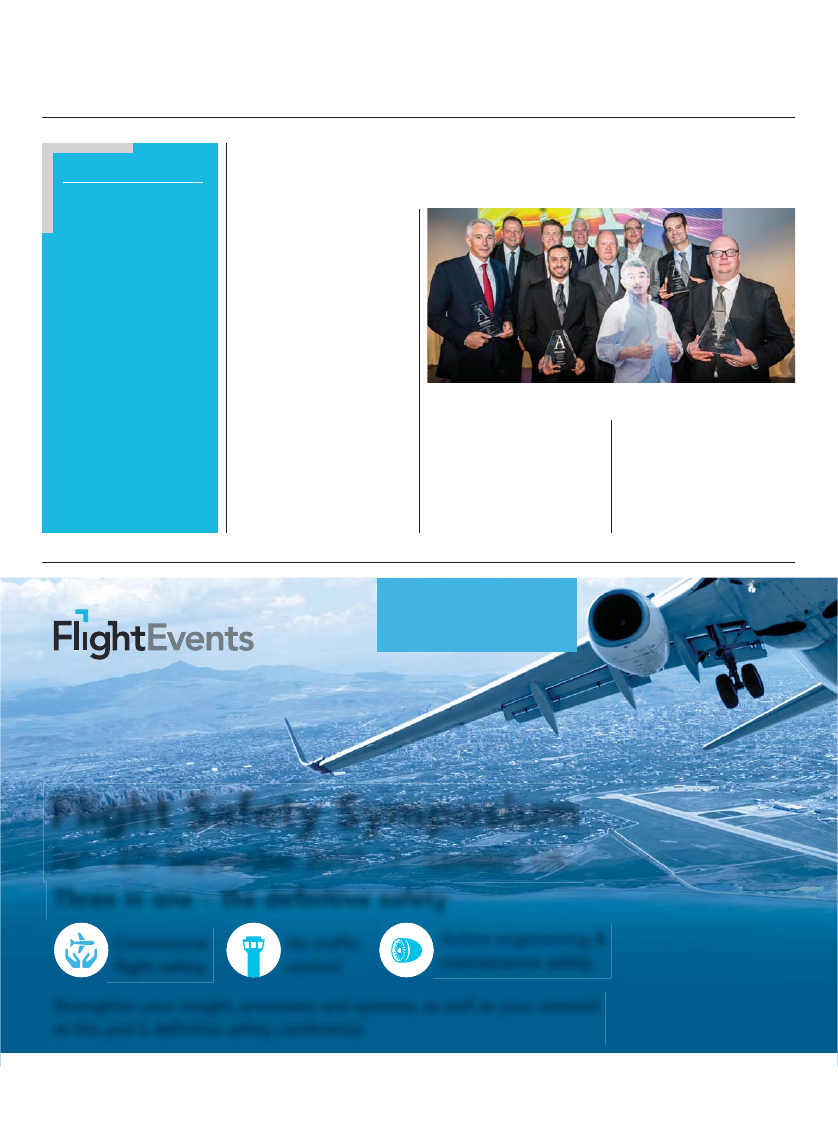 A
FlightEvents
Flight Safety Symposium
Three in one – the definitive safety
Commercial
flight safety
Air traffic
control
Airline engineering &
maintenance safety
Strengthen your insight, processes and systems, as well as your network
at this year's definitive safety conference